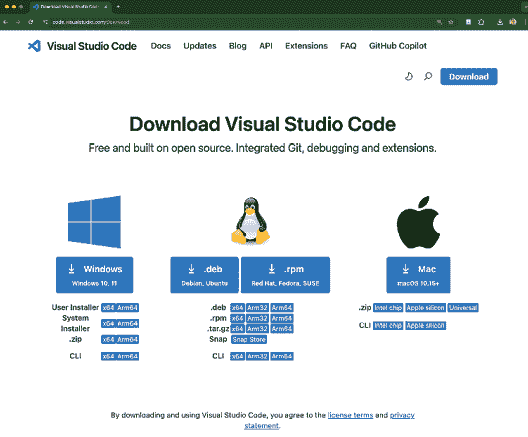 Download Visual Studio Code
code.visualstudio.com/download
Visual Studio Code Docs Updates Blog API Extensions FAQ GitHub Copilot
Download
Download Visual Studio Code
Free and built on open source. Integrated Git, debugging and extensions.
Windows
Windows 10, 11
.deb
Debian, Ubuntu
.rpm
Red Hat, Fedora, SUSE
Mac
macOS 10.15+
User Installer x64 Arm64
System Installer x64 Arm64
.zip x64 Arm64
CLI x64 Arm64
.deb x64 Arm32 Arm64
.rpm x64 Arm32 Arm64
.tar.gz x64 Arm32 Arm64
Snap Snap Store
CLI x64 Arm32 Arm64
.zip Intel chip Apple silicon Universal
CLI Intel chip Apple silicon
By downloading and using Visual Studio Code, you agree to the license terms and privacy
statement.